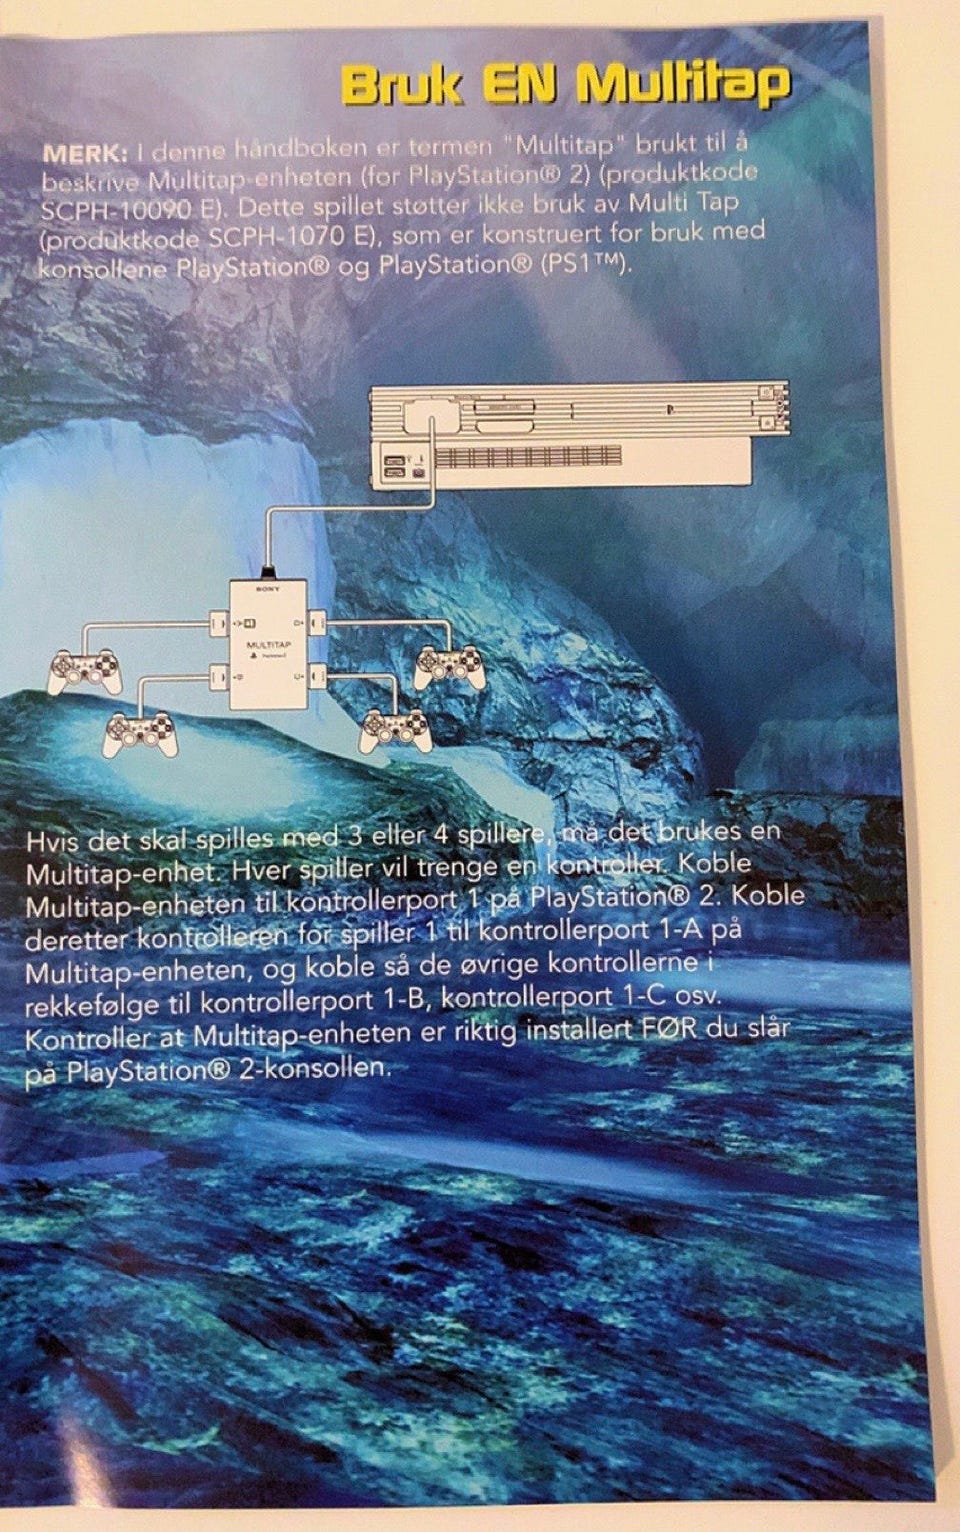 Bruk EN Multitap
MERK: I denne håndboken er termen "Multitap" brukt til å
beskrive Multitap-enheten (for PlayStation® 2) (produktkode
SCPH-10090 E). Dette spillet støtter ikke bruk av Multi Tap
(produktkode SCPH-1070 E), som er konstruert for bruk med
konsollene PlayStation® og PlayStation® (PS1™).
SONY
MULTITAP
Hvis det skal spilles med 3 eller 4 spillere, må det brukes en
Multitap-enhet. Hver spiller vil trenge en kontroller. Koble
Multitap-enheten til kontrollerport 1 på PlayStation® 2. Koble
deretter kontrolleren for spiller 1 til kontrollerport 1-A på
Multitap-enheten, og koble så de øvrige kontrollerne i
rekkefølge til kontrollerport 1-B, kontrollerport 1-C osv.
Kontroller at Multitap-enheten er riktig installert FØR du slår
på PlayStation® 2-konsollen.